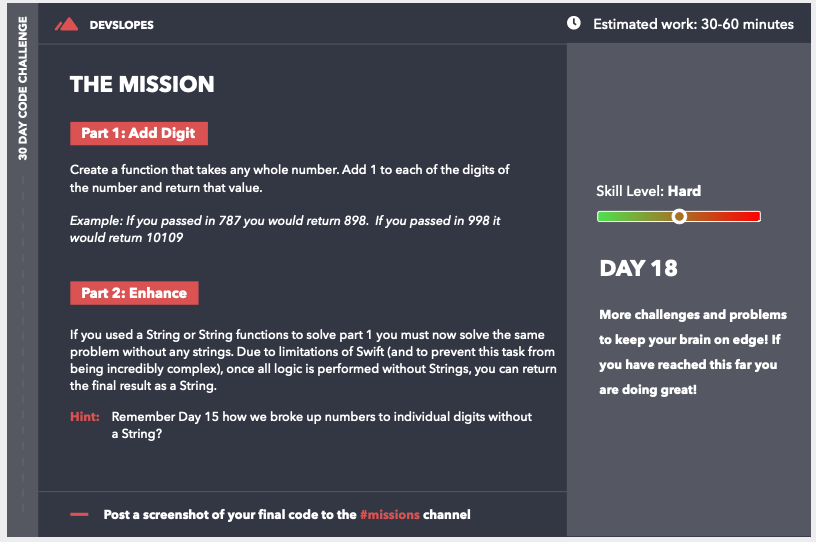 30 DAY CODE CHALLENGE
DEVSLOPES
Estimated work: 30-60 minutes
THE MISSION
Part 1: Add Digit
Create a function that takes any whole number. Add 1 to each of the digits of
the number and return that value.
Example: If you passed in 787 you would return 898.  If you passed in 998 it
would return 10109
Part 2: Enhance
If you used a String or String functions to solve part 1 you must now solve the same
problem without any strings. Due to limitations of Swift (and to prevent this task from
being incredibly complex), once all logic is performed without Strings, you can return
the final result as a String.
Hint: Remember Day 15 how we broke up numbers to individual digits without
a String?
Post a screenshot of your final code to the #missions channel
Skill Level: Hard
DAY 18
More challenges and problems
to keep your brain on edge! If
you have reached this far you
are doing great!